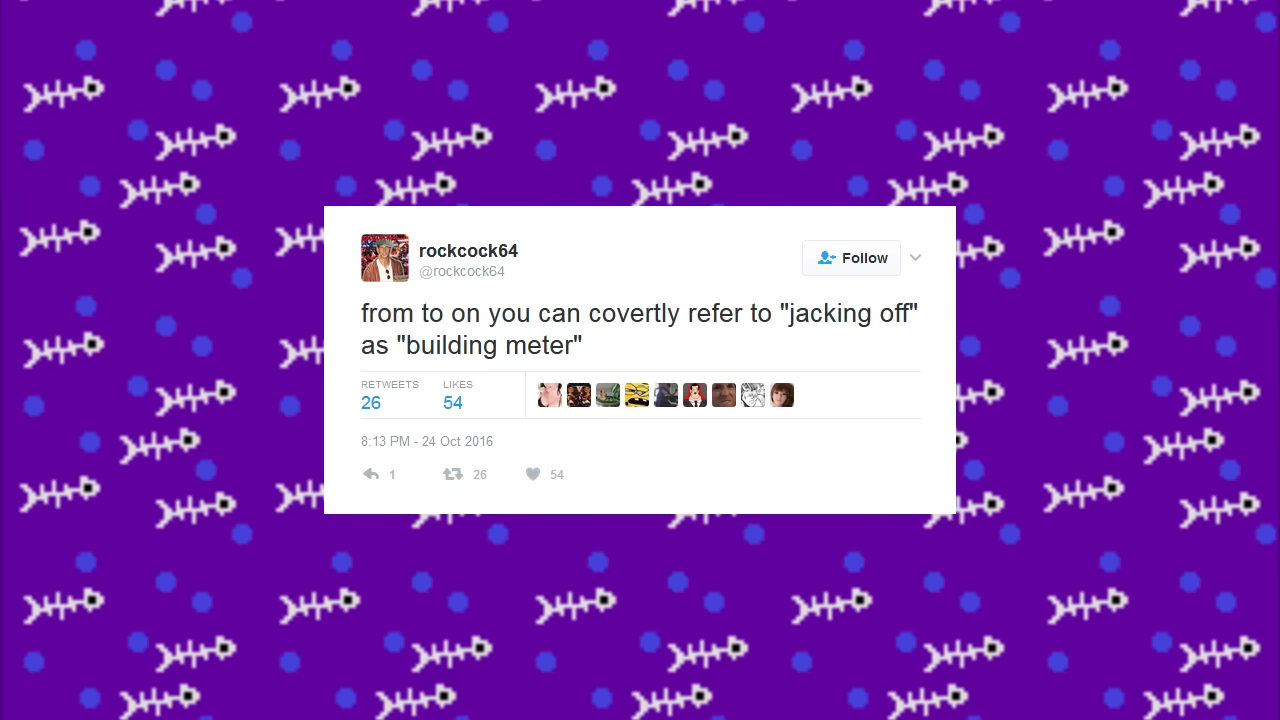 rockcock64
@rockcock64
Follow
from to on you can covertly refer to "jacking off"
as "building meter"
RETWEETS LIKES
26 54
8:13 PM - 24 Oct 2016
1 26 54